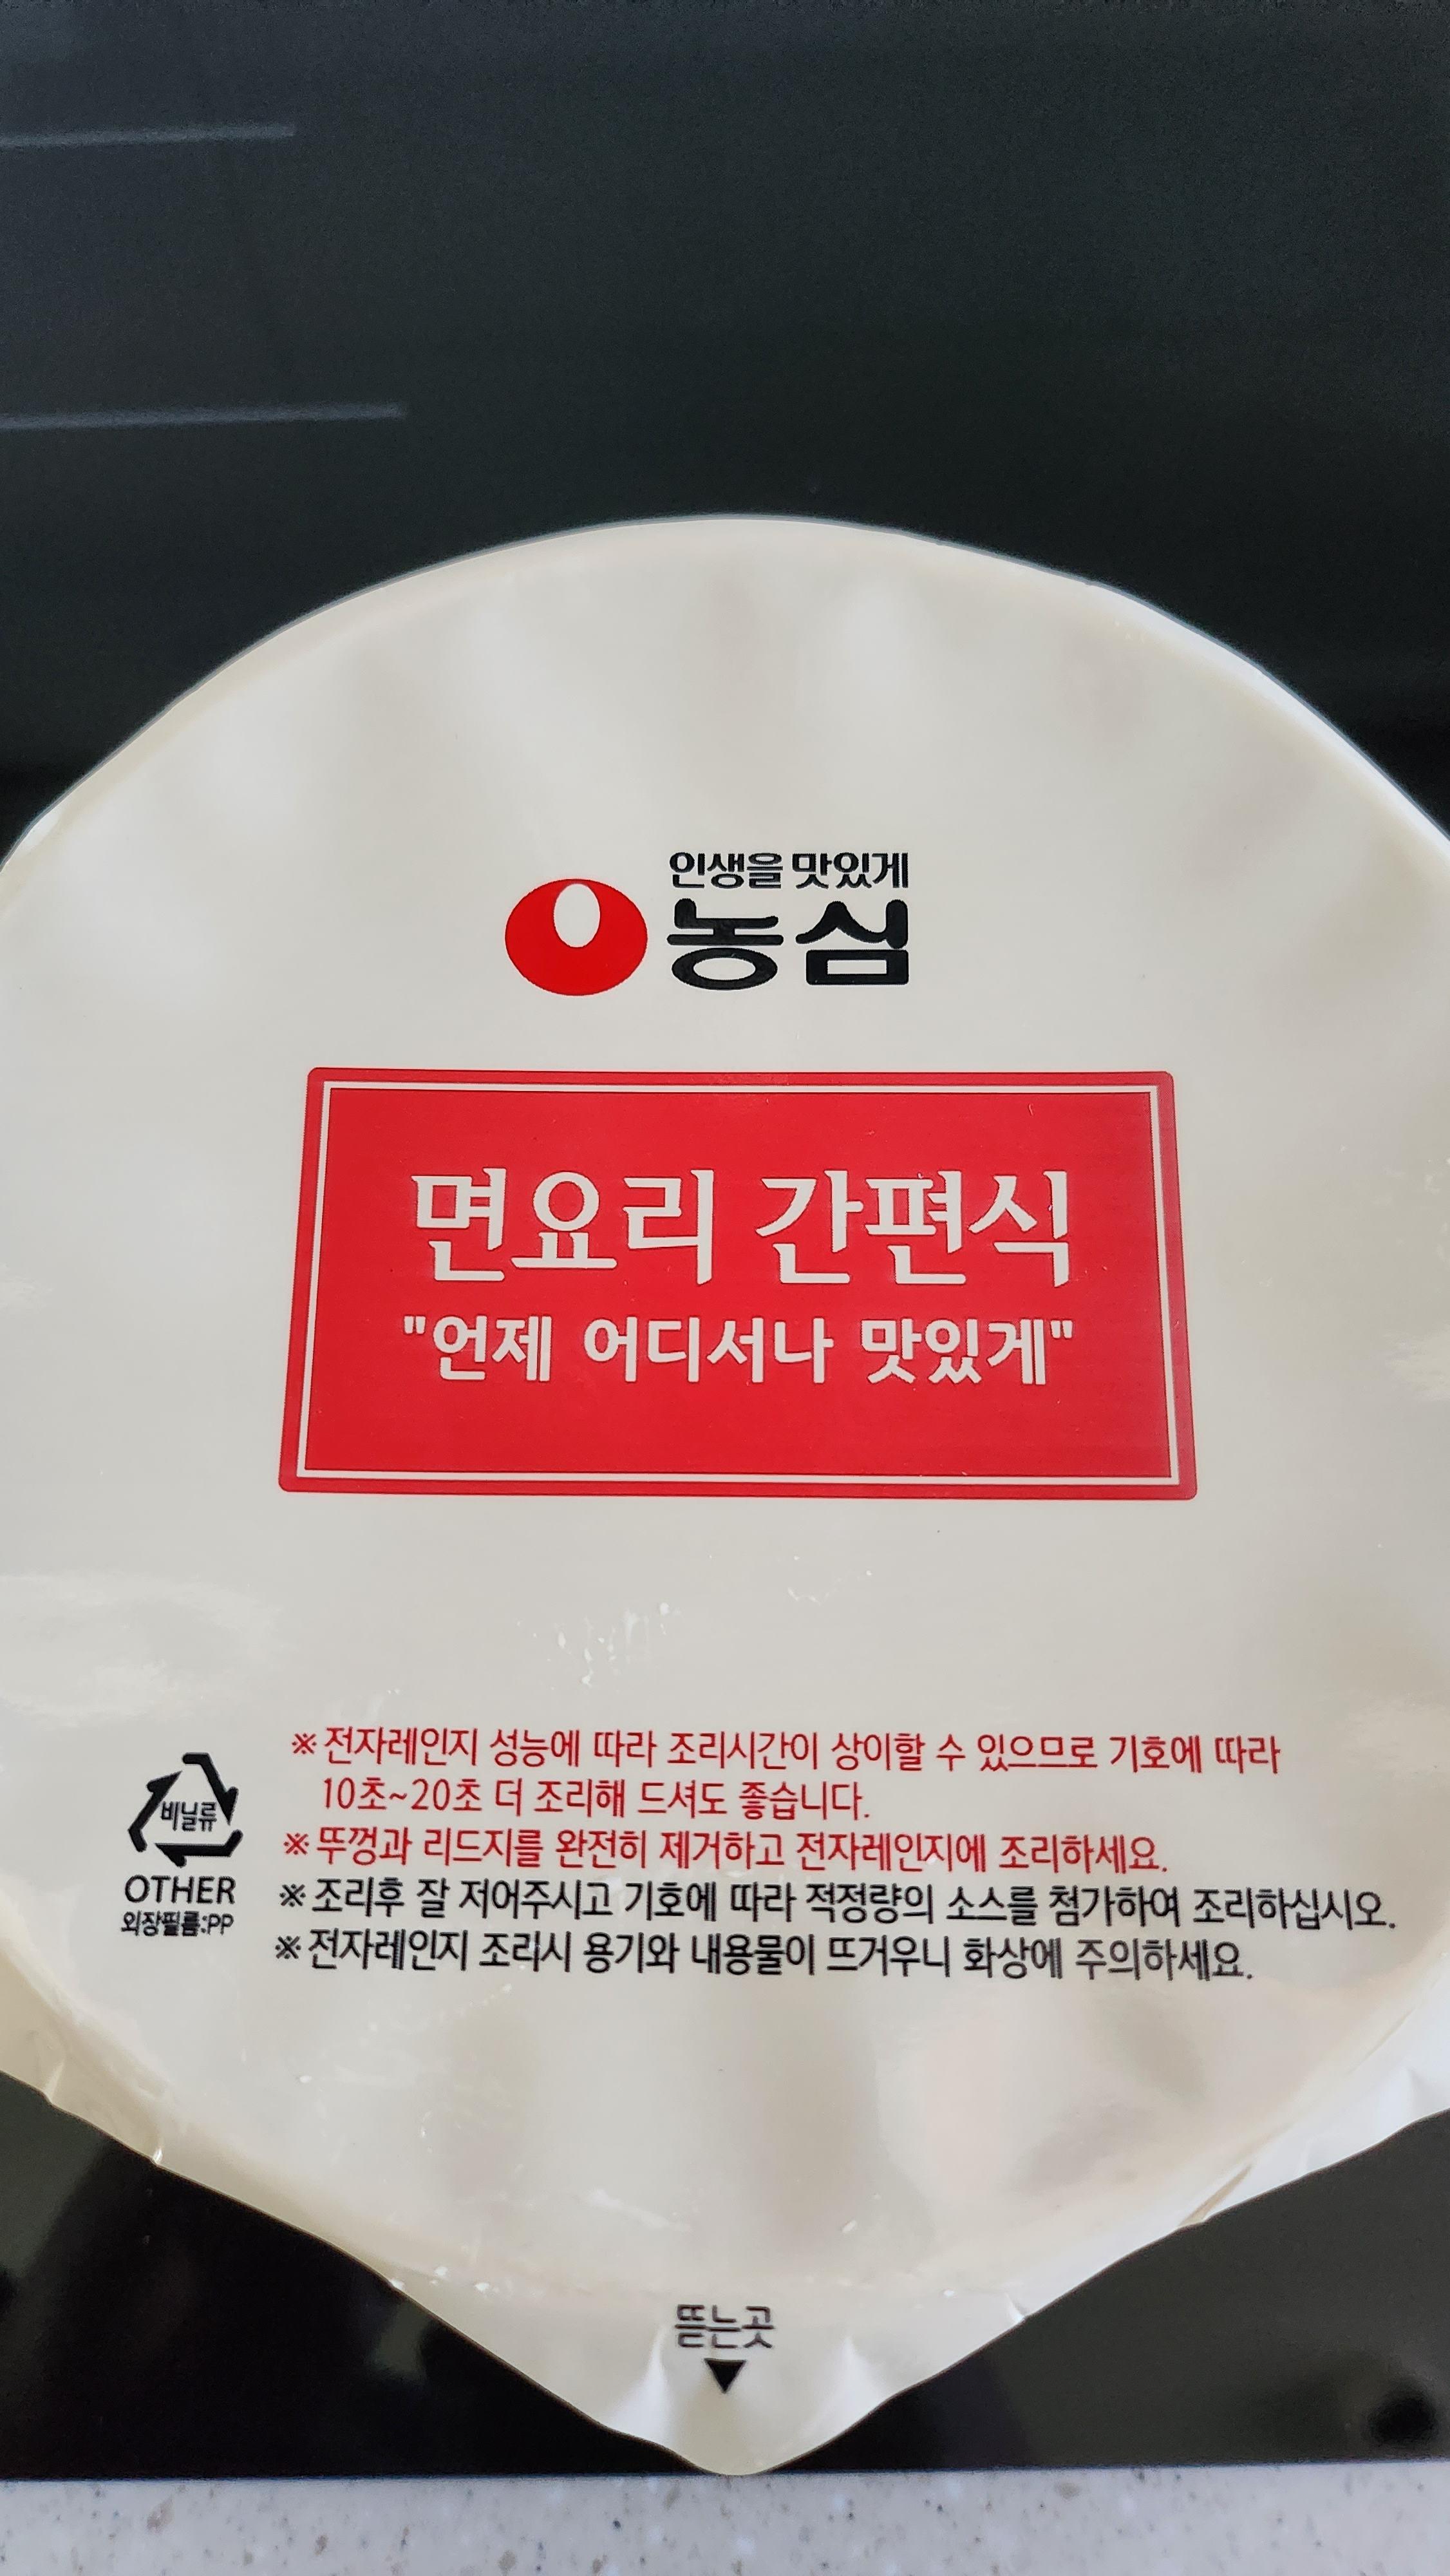 인생을 맛있게
농심
면요리 간편식
"언제 어디서나 맛있게"
※ 전자레인지 성능에 따라 조리시간이 상이할 수 있으므로 기호에 따라
10초~20초 더 조리해 드셔도 좋습니다.
※ 뚜껑과 리드지를 완전히 제거하고 전자레인지에 조리하세요.
※ 조리후 잘 저어주시고 기호에 따라 적정량의 소스를 첨가하여 조리하십시오.
※ 전자레인지 조리시 용기와 내용물이 뜨거우니 화상에 주의하세요.
비닐류
OTHER
외장필름:PP
뜯는곳